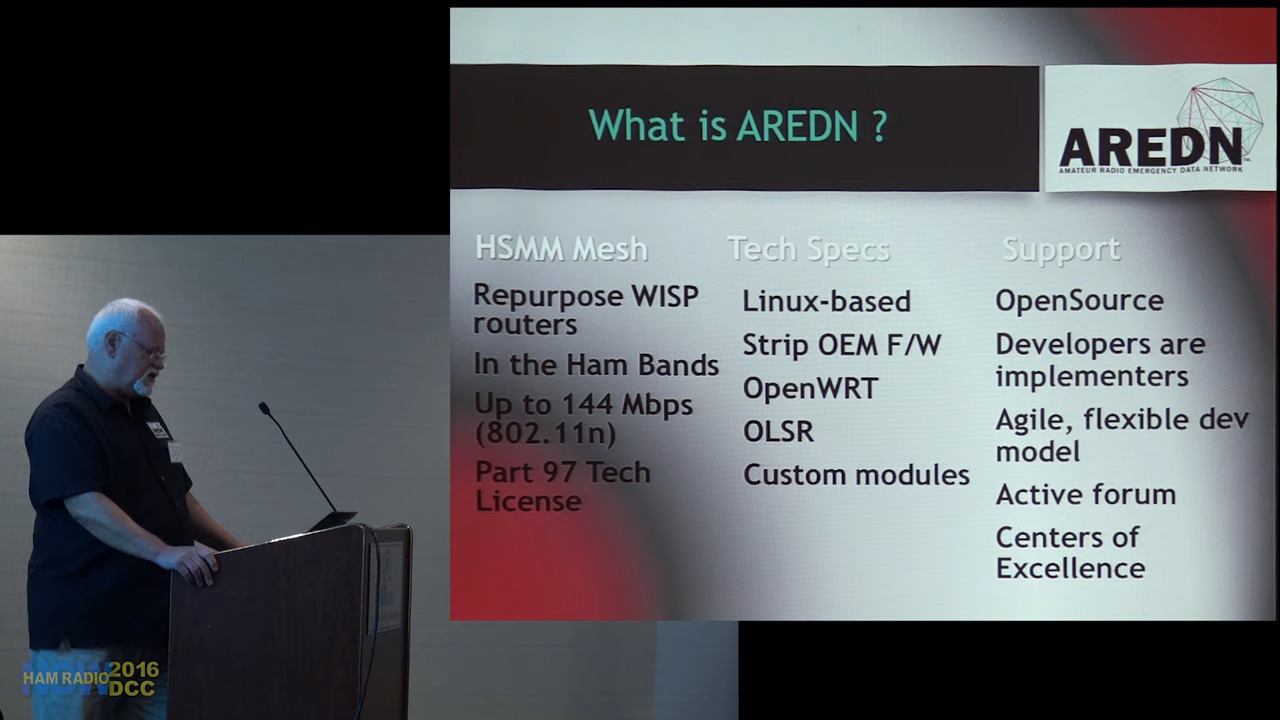 What is AREDN ?
AREDN
AMATEUR RADIO EMERGENCY DATA NETWORK
HSMM Mesh
Repurpose WISP
routers
In the Ham Bands
Up to 144 Mbps
(802.11n)
Part 97 Tech
License
Tech Specs
Linux-based
Strip OEM F/W
OpenWRT
OLSR
Custom modules
Support
OpenSource
Developers are
implementers
Agile, flexible dev
model
Active forum
Centers of
Excellence
HAM RADIO
NOW
2016
DCC